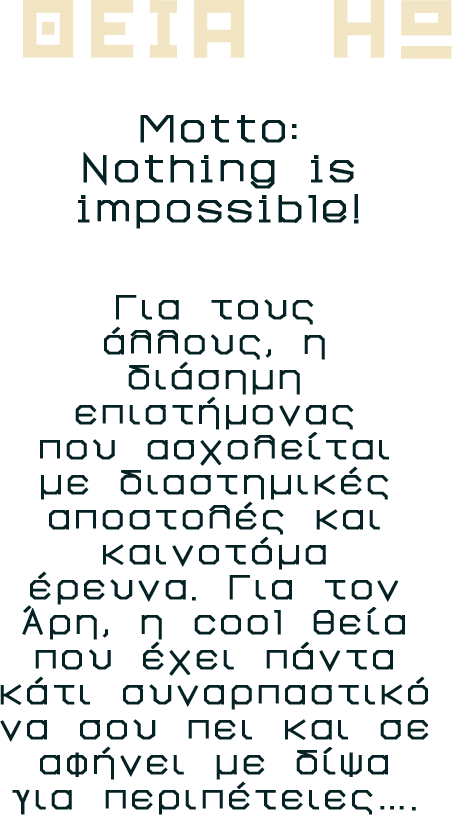 ΘΕΙΑ Ηω
Motto:
Nothing is
impossible!
Για τους
άλλους, η
διάσημη
επιστήμονας
που ασχολείται
με διαστημικές
αποστολές και
καινοτόμα
έρευνα. Για τον
Άρη, η cool θεία
που έχει πάντα
κάτι συναρπαστικό
να σου πει και σε
αφήνει με δίψα
για περιπέτειες....